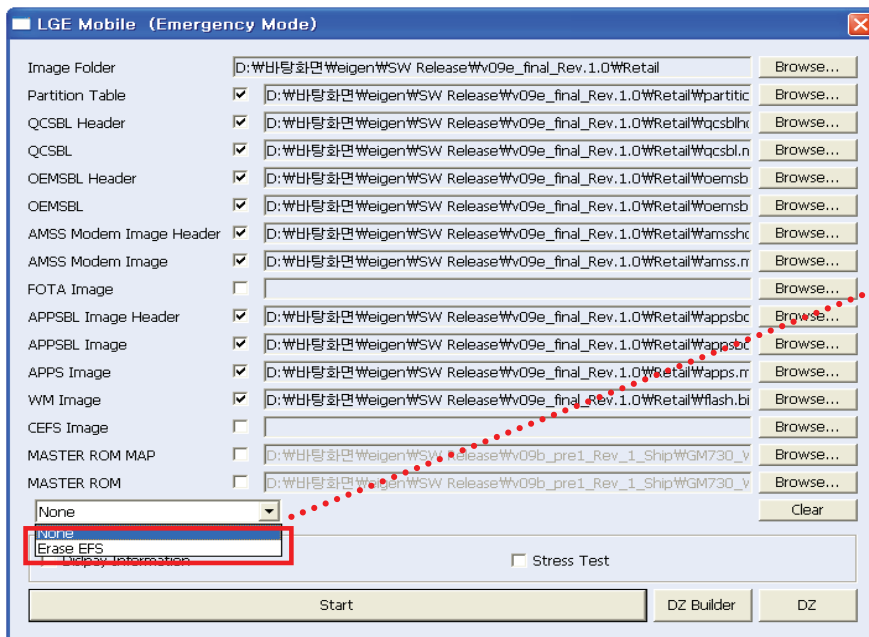 LGE Mobile (Emergency Mode)
Image Folder D:₩바탕화면₩eigen₩SW Release₩v09e_final_Rev.1.0₩Retail Browse...
Partition Table D:₩바탕화면₩eigen₩SW Release₩v09e_final_Rev.1.0₩Retail₩partitic Browse...
QCSBL Header D:₩바탕화면₩eigen₩SW Release₩v09e_final_Rev.1.0₩Retail₩qcsblhc Browse...
QCSBL D:₩바탕화면₩eigen₩SW Release₩v09e_final_Rev.1.0₩Retail₩qcsbl.n Browse...
OEMSBL Header D:₩바탕화면₩eigen₩SW Release₩v09e_final_Rev.1.0₩Retail₩oemsb Browse...
OEMSBL D:₩바탕화면₩eigen₩SW Release₩v09e_final_Rev.1.0₩Retail₩oemsb Browse...
AMSS Modem Image Header D:₩바탕화면₩eigen₩SW Release₩v09e_final_Rev.1.0₩Retail₩amsshc Browse...
AMSS Modem Image D:₩바탕화면₩eigen₩SW Release₩v09e_final_Rev.1.0₩Retail₩amss.m Browse...
FOTA Image Browse...
APPSBL Image Header D:₩바탕화면₩eigen₩SW Release₩v09e_final_Rev.1.0₩Retail₩appsbc Browse...
APPSBL Image D:₩바탕화면₩eigen₩SW Release₩v09e_final_Rev.1.0₩Retail₩appsbc Browse...
APPS Image D:₩바탕화면₩eigen₩SW Release₩v09e_final_Rev.1.0₩Retail₩apps.m Browse...
WM Image D:₩바탕화면₩eigen₩SW Release₩v09e_final_Rev.1.0₩Retail₩flash.bi Browse...
CEFS Image Browse...
MASTER ROM MAP D:₩바탕화면₩eigen₩SW Release₩v09b_pre1_Rev_1_Ship₩GM730_V Browse...
MASTER ROM D:₩바탕화면₩eigen₩SW Release₩v09b_pre1_Rev_1_Ship₩GM730_V Browse...
None Clear
None
Erase EFS
Display Information Stress Test
Start DZ Builder DZ